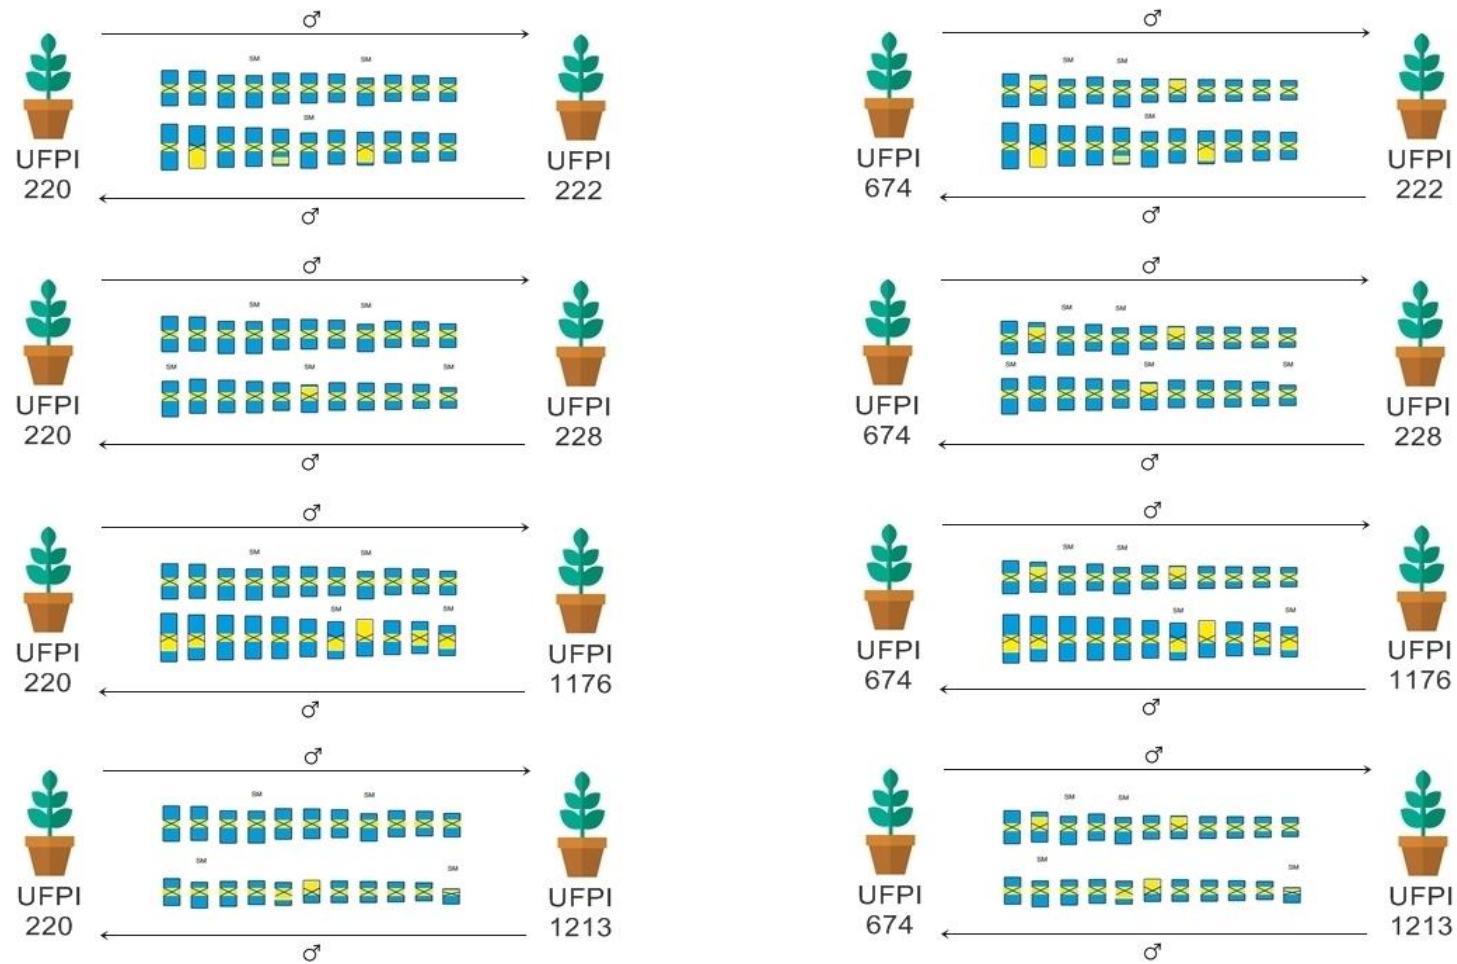 ♂ ♂
SM SM SM SM
SM SM
UFPI UFPI UFPI UFPI
220 222 674 222
♂ ♂
♂ ♂
SM SM SM SM
SM SM SM SM SM SM
UFPI UFPI UFPI UFPI
220 228 674 228
♂ ♂
♂ ♂
SM SM SM SM
SM SM SM SM
UFPI UFPI UFPI UFPI
220 1176 674 1176
♂ ♂
♂ ♂
SM SM SM SM
SM SM SM SM
UFPI UFPI UFPI UFPI
220 1213 674 1213
♂ ♂